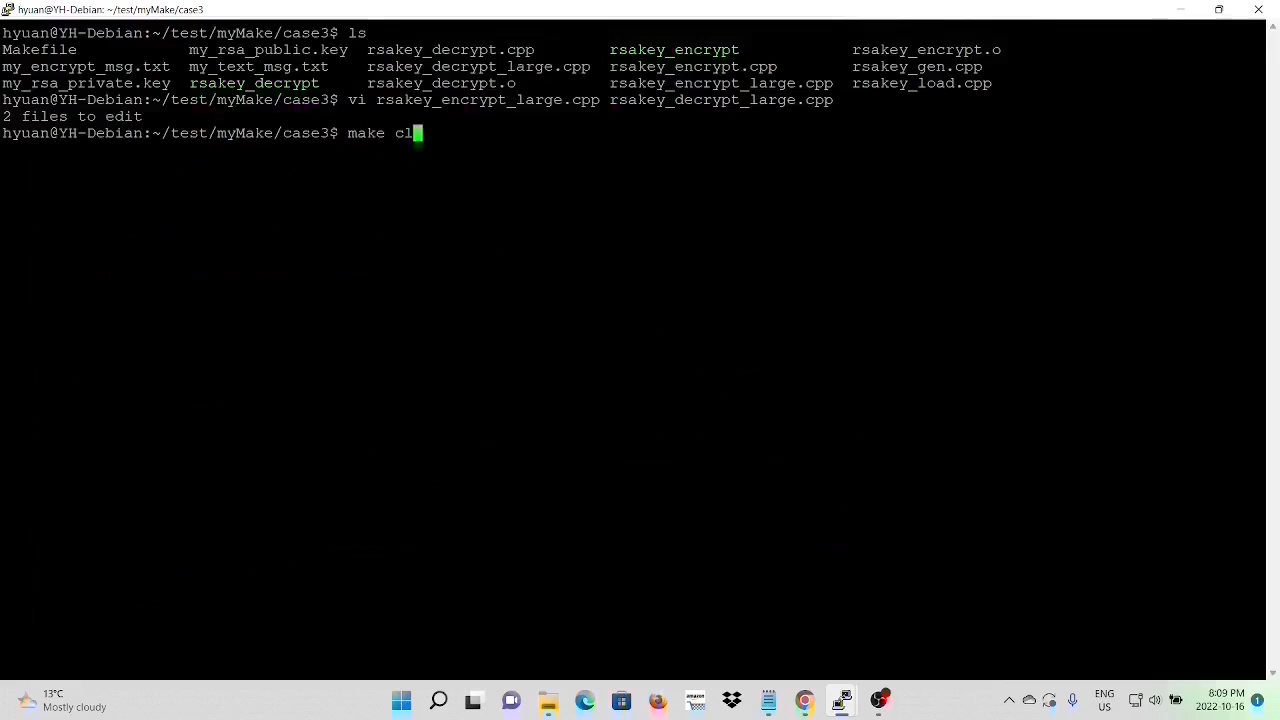 hyuan@YH-Debian: ~/test/myMake/case3
hyuan@YH-Debian:~/test/myMake/case3$ ls
Makefile my_rsa_public.key rsakey_decrypt.cpp rsakey_encrypt rsakey_encrypt.o
my_encrypt_msg.txt my_text_msg.txt rsakey_decrypt_large.cpp rsakey_encrypt.cpp rsakey_gen.cpp
my_rsa_private.key rsakey_decrypt rsakey_decrypt.o rsakey_encrypt_large.cpp rsakey_load.cpp
hyuan@YH-Debian:~/test/myMake/case3$ vi rsakey_encrypt_large.cpp rsakey_decrypt_large.cpp
2 files to edit
hyuan@YH-Debian:~/test/myMake/case3$ make cl
13°C
Mostly cloudy
amazon
ENG
US
8:09 PM
2022-10-16
1